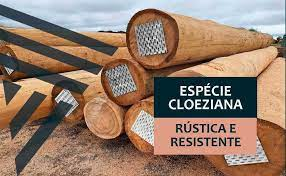 ESPÉCIE
CLOEZIANA
RÚSTICA E
RESISTENTE